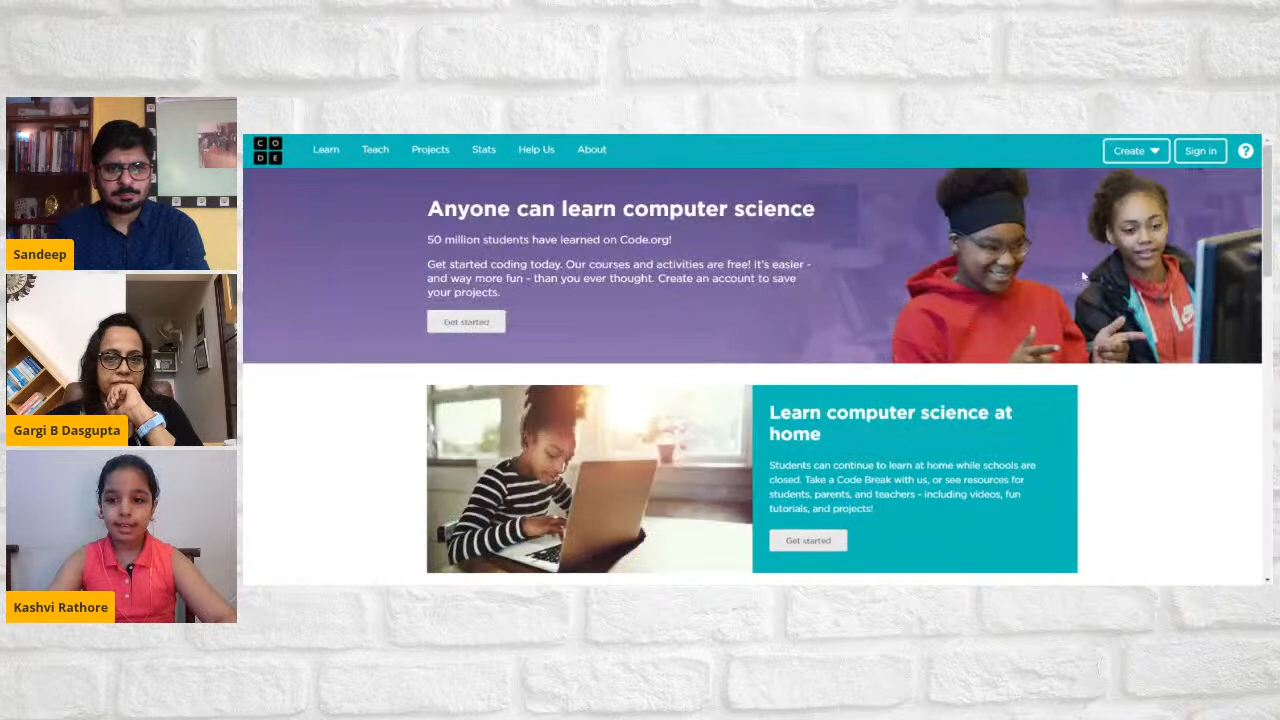 Sandeep
Gargi B Dasgupta
Kashvi Rathore
C O
D E
Learn Teach Projects Stats Help Us About Create Sign in ?
Anyone can learn computer science
50 million students have learned on Code.org!
Get started coding today. Our courses and activities are free! It's easier -
and way more fun - than you ever thought. Create an account to save
your projects.
Get started
Learn computer science at
home
Students can continue to learn at home while schools are
closed. Take a Code Break with us, or see resources for
students, parents, and teachers - including videos, fun
tutorials, and projects!
Get started